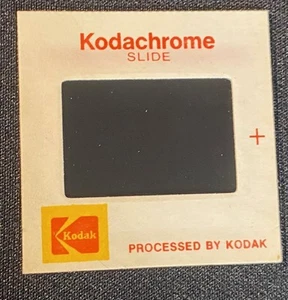 Kodachrome
SLIDE
+
Kodak
PROCESSED BY KODAK